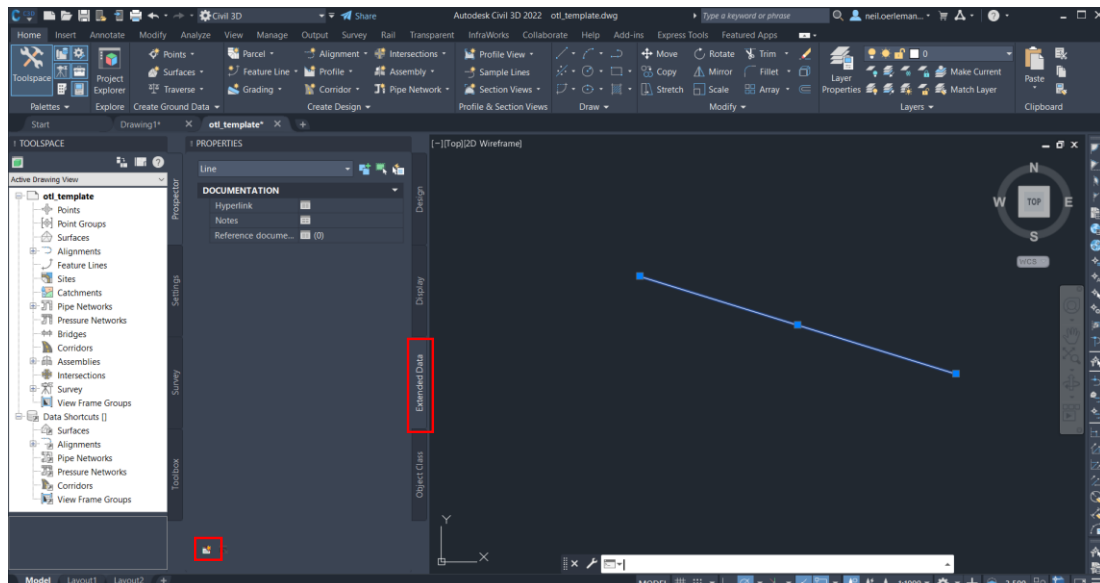 Civil 3D Share Autodesk Civil 3D 2022 otl_template.dwg Type a keyword or phrase neil.oerleman...
Home Insert Annotate Modify Analyze View Manage Output Survey Rail Transparent InfraWorks Collaborate Help Add-ins Express Tools Featured Apps
Toolspace
Project Explorer
Points
Surfaces
Traverse
Parcel
Feature Line
Grading
Alignment
Profile
Corridor
Intersections
Assembly
Pipe Network
Profile View
Sample Lines
Section Views
Move
Copy
Stretch
Rotate
Mirror
Scale
Trim
Fillet
Array
Layer Properties
0
Make Current
Match Layer
Paste
Palettes Explore Create Ground Data Create Design Profile & Section Views Draw Modify Layers Clipboard
Start Drawing1* otl_template*
TOOLSPACE
Active Drawing View
otl_template
Points
Point Groups
Surfaces
Alignments
Feature Lines
Sites
Catchments
Pipe Networks
Pressure Networks
Bridges
Corridors
Assemblies
Intersections
Survey
View Frame Groups
Data Shortcuts []
Surfaces
Alignments
Pipe Networks
Pressure Networks
Corridors
View Frame Groups
Prospector
Settings
Survey
Toolbox
PROPERTIES
Line
DOCUMENTATION
Hyperlink
Notes
Reference docume... (0)
Design
Display
Extended Data
Object Class
[-][Top][2D Wireframe]
N
W TOP E
S
WCS
Y
X
Model Layout1 Layout2 +